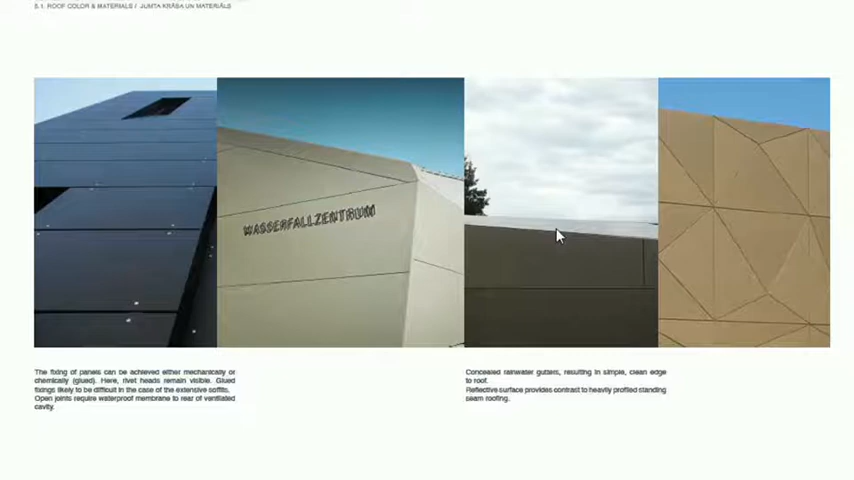 5.1. ROOF COLOR & MATERIALS / JUMTA KRĀSA UN MATERIĀLS
WASSERFALLZENTRUM
The fixing of panels can be achieved either mechanically or
chemically (glued). Here, rivet heads remain visible. Glued
fixings likely to be difficult in the case of the extensive soffits.
Open joints require waterproof membrane to rear of ventilated
cavity.
Concealed rainwater gutters, resulting in simple, clean edge
to roof.
Reflective surface provides contrast to heavily profiled standing
seam roofing.